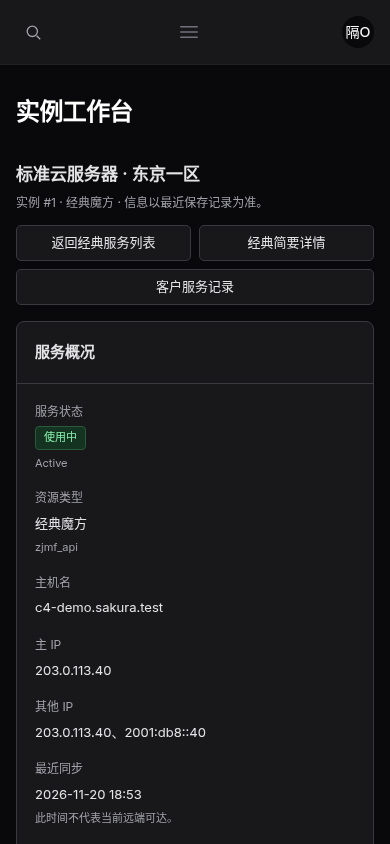 隔O
实例工作台
标准云服务器 · 东京一区
实例 #1 · 经典魔方 · 信息以最近保存记录为准。
返回经典服务列表
经典简要详情
客户服务记录
服务概况
服务状态
使用中
Active
资源类型
经典魔方
zjmf_api
主机名
c4-demo.sakura.test
主 IP
203.0.113.40
其他 IP
203.0.113.40、2001:db8::40
最近同步
2026-11-20 18:53
此时间不代表当前远端可达。